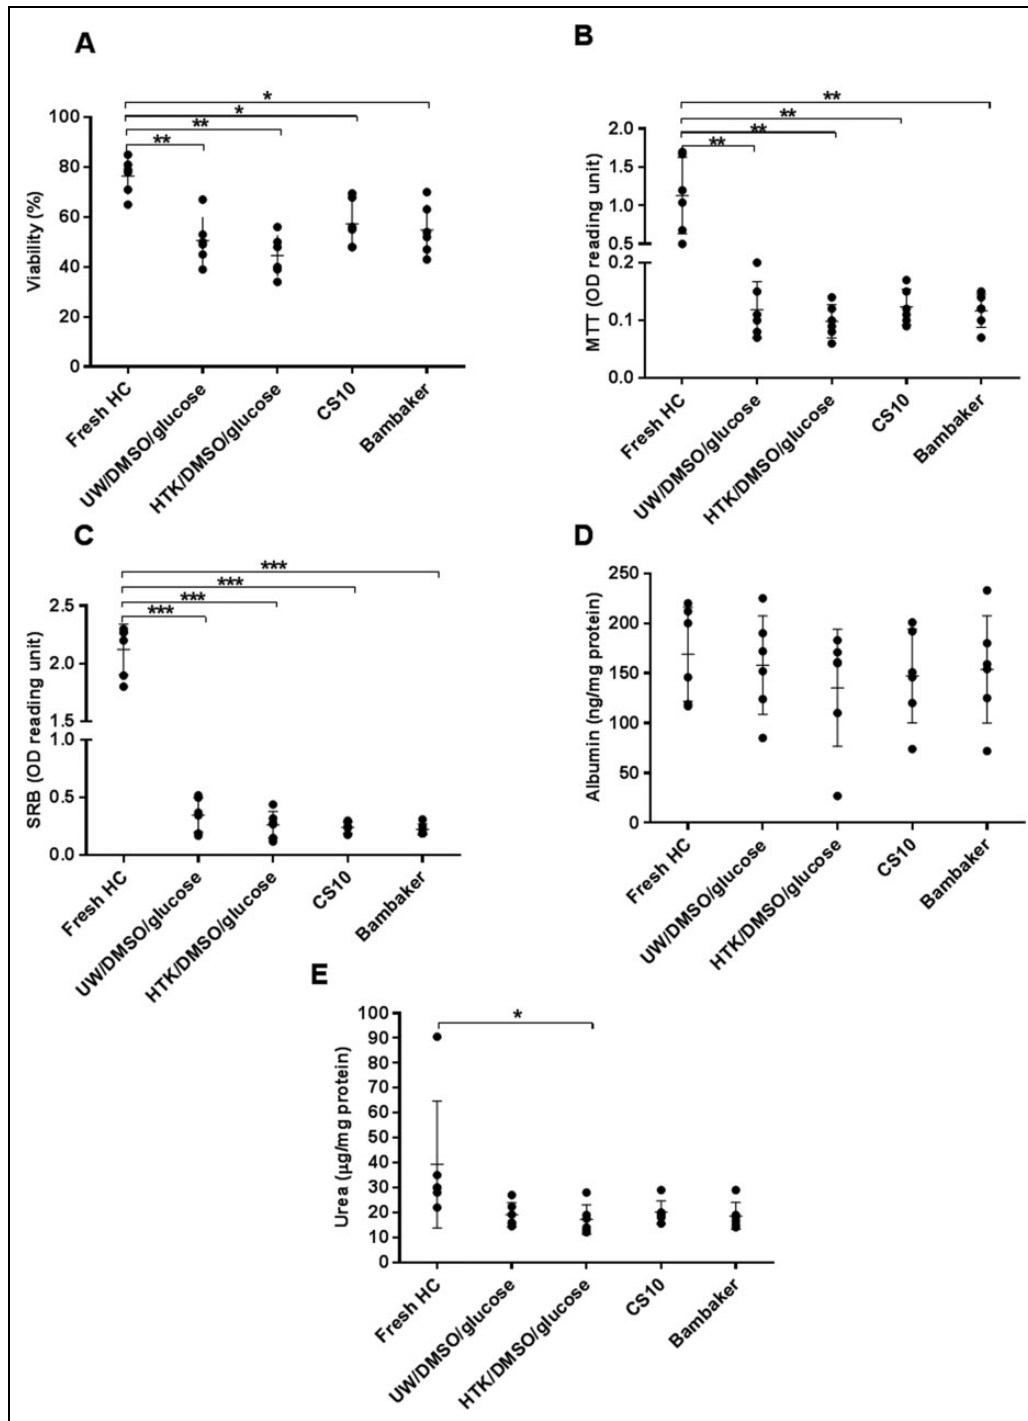 A
Viability (%)
100
80
60
40
20
0
*
*
**
**
Fresh HC
UW/DMSO/glucose
HTK/DMSO/glucose
CS10
Bambaker
B
MTT (OD reading unit)
2.0
1.5
1.0
0.5
0.2
0.1
0.0
**
**
**
**
Fresh HC
UW/DMSO/glucose
HTK/DMSO/glucose
CS10
Bambaker
C
SRB (OD reading unit)
2.5
2.0
1.5
1.0
0.5
0.0
***
***
***
***
Fresh HC
UW/DMSO/glucose
HTK/DMSO/glucose
CS10
Bambaker
D
Albumin (ng/mg protein)
250
200
150
100
50
0
Fresh HC
UW/DMSO/glucose
HTK/DMSO/glucose
CS10
Bambaker
E
Urea (µg/mg protein)
100
90
80
70
60
50
40
30
20
10
0
*
Fresh HC
UW/DMSO/glucose
HTK/DMSO/glucose
CS10
Bambaker